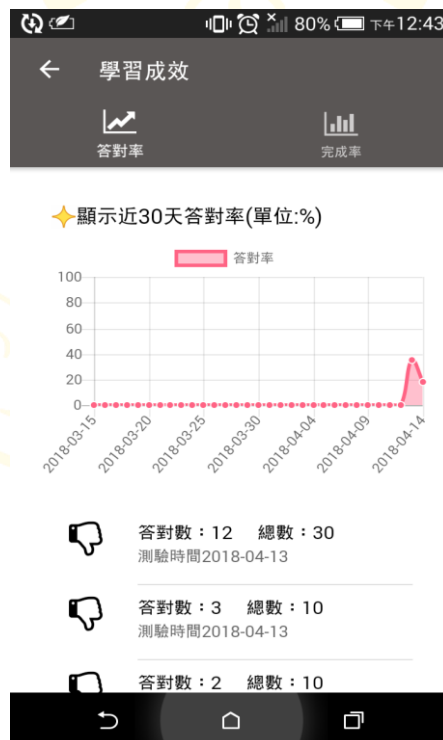 80% 下午12:43
學習成效
答對率
完成率
顯示近30天答對率(單位:%)
答對率
100
80
60
40
20
0
2018-03-15
2018-03-20
2018-03-25
2018-03-30
2018-04-04
2018-04-09
2018-04-14
答對數：12 總數：30
測驗時間2018-04-13
答對數：3 總數：10
測驗時間2018-04-13
答對數：2 總數：10